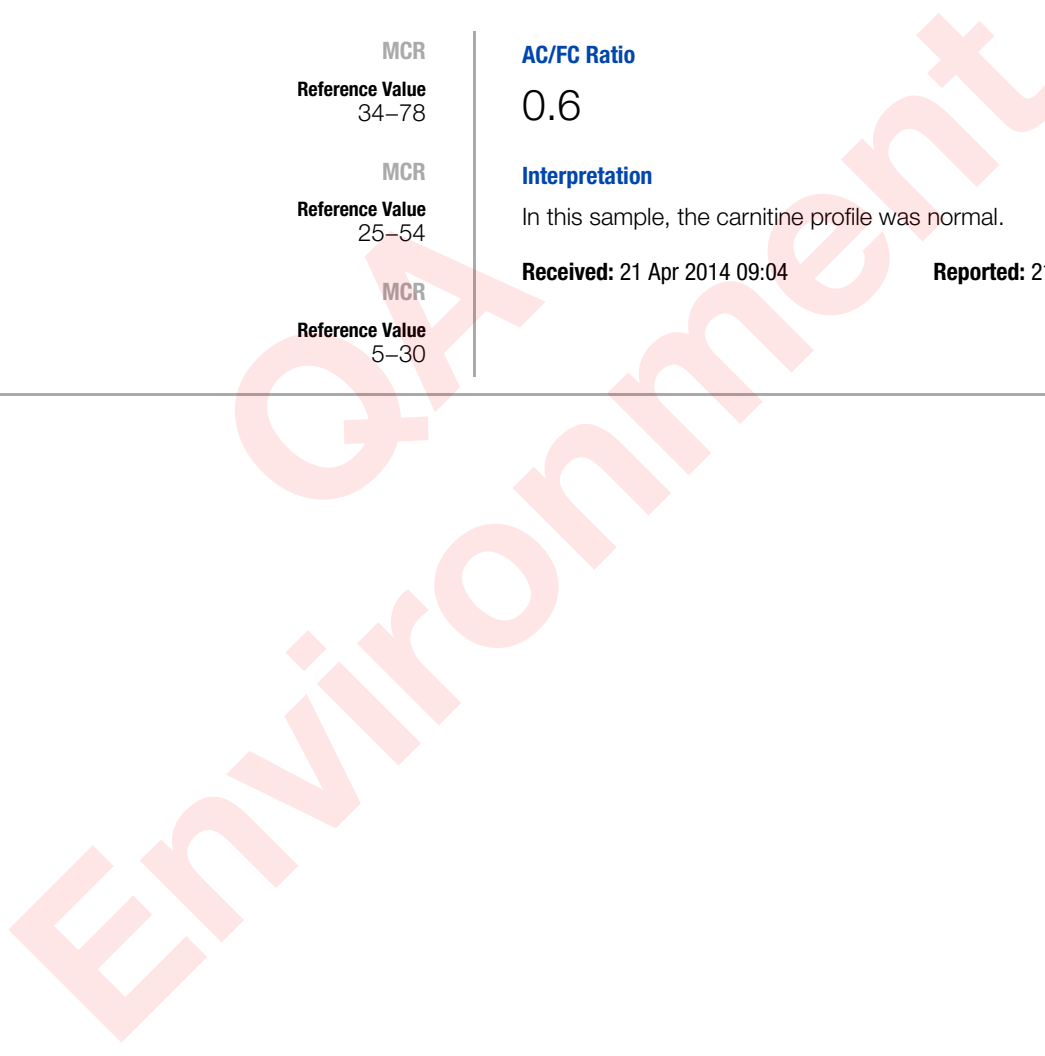 MCR
Reference Value
34–78
MCR
Reference Value
25–54
MCR
Reference Value
5–30
AC/FC Ratio
0.6
Interpretation
In this sample, the carnitine profile was normal.
Received: 21 Apr 2014 09:04
Reported: 21
QA
Environment